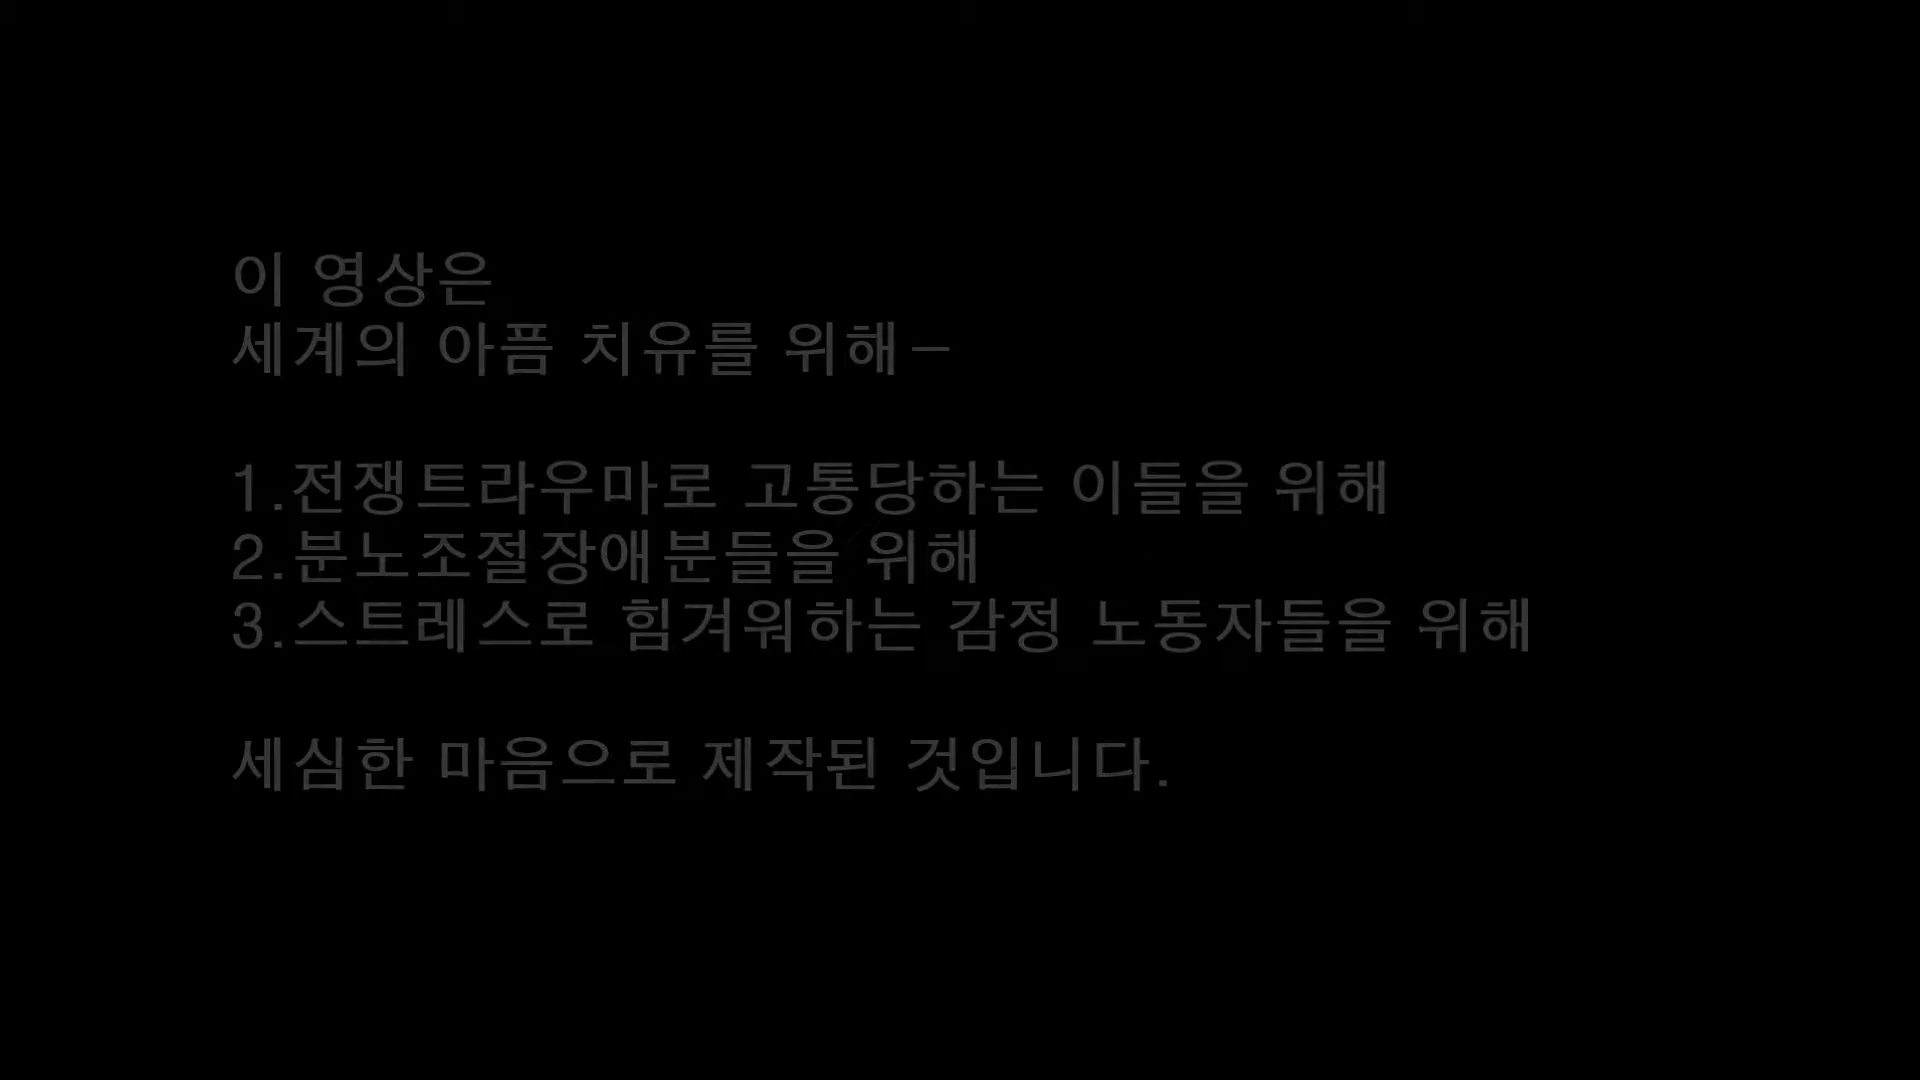 이 영상은
세계의 아픔 치유를 위해-
1.전쟁트라우마로 고통당하는 이들을 위해
2.분노조절장애분들을 위해
3.스트레스로 힘겨워하는 감정 노동자들을 위해
세심한 마음으로 제작된 것입니다.